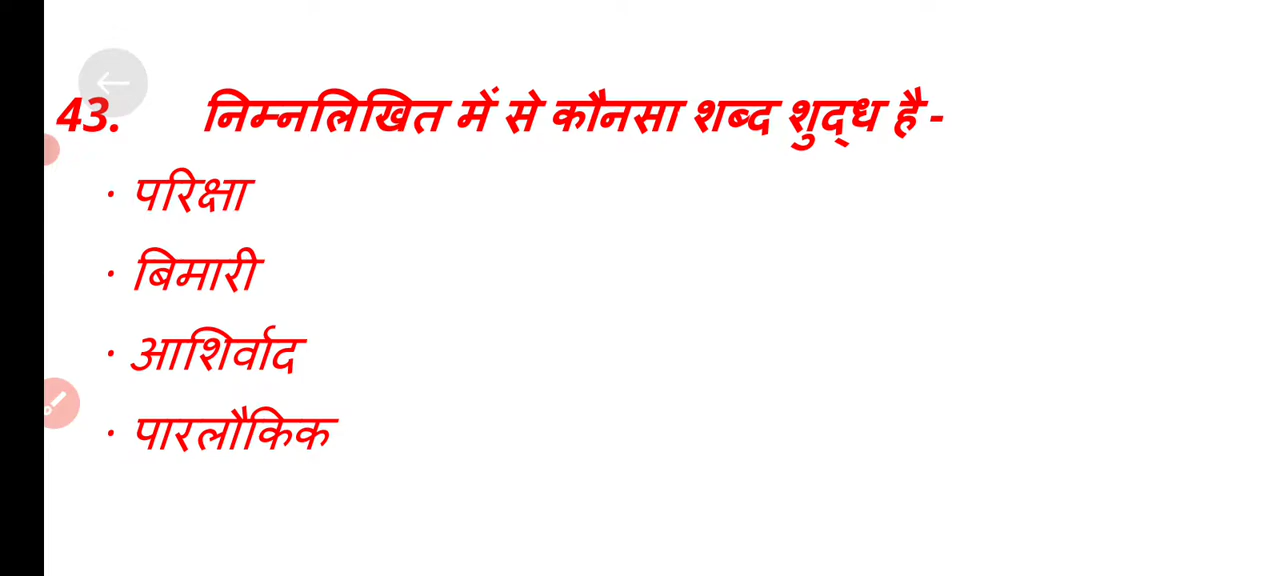 43. निम्नलिखित में से कौनसा शब्द शुद्ध है -
· परिक्षा
· बिमारी
· आशिर्वाद
· पारलौकिक